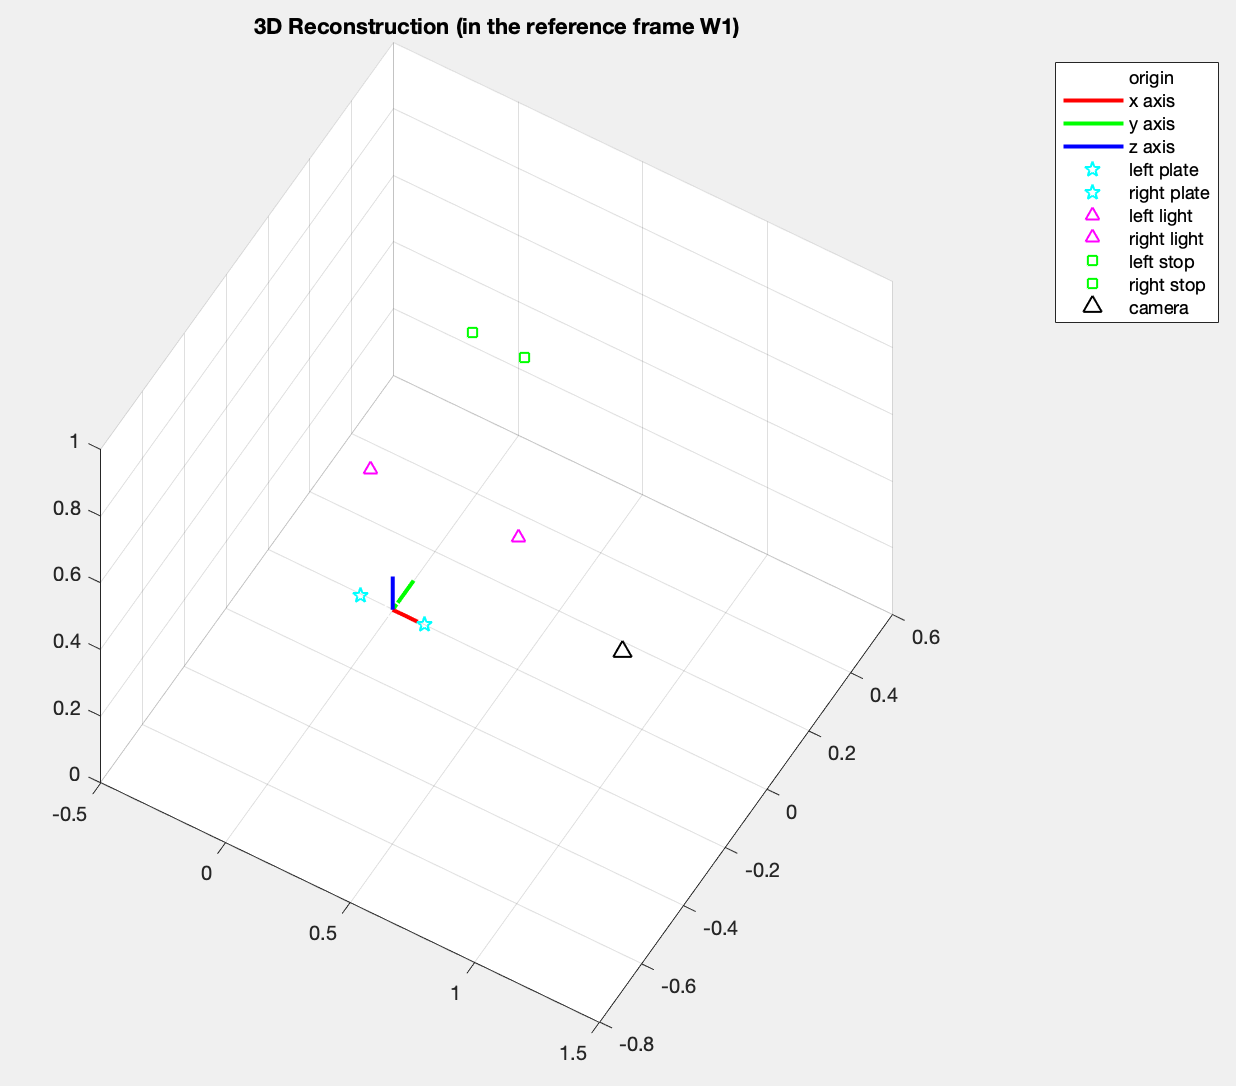 3D Reconstruction (in the reference frame W1)
origin
x axis
y axis
z axis
left plate
right plate
left light
right light
left stop
right stop
camera
1
0.8
0.6
0.4
0.2
0
-0.5
0
0.5
1
1.5
0.6
0.4
0.2
0
-0.2
-0.4
-0.6
-0.8